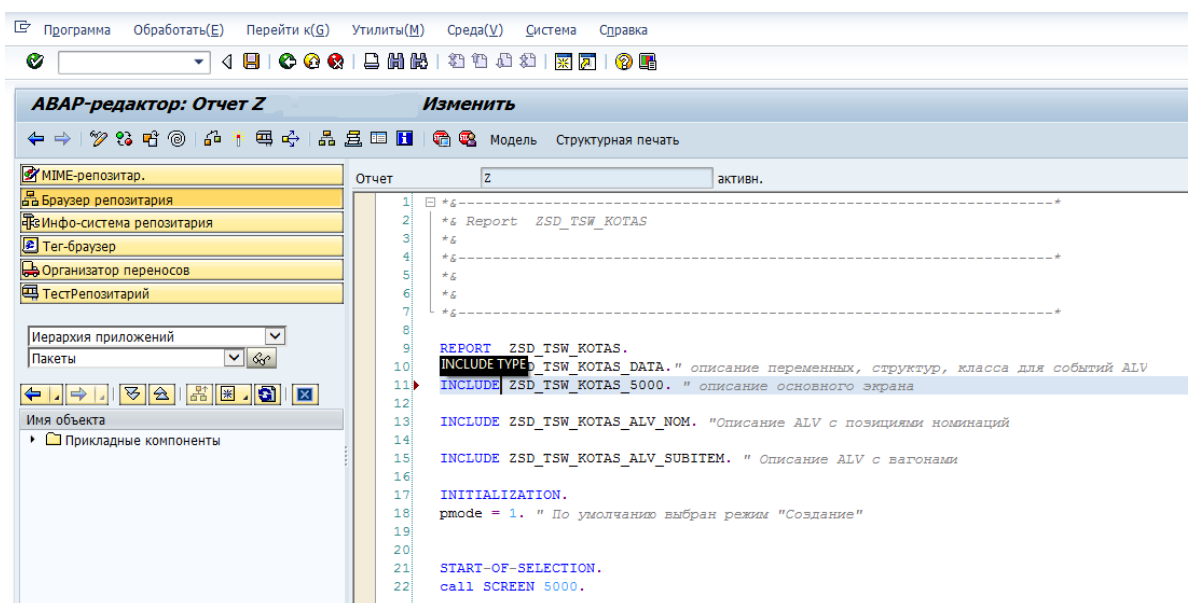 Программа Обработать(E) Перейти к(G) Утилиты(M) Среда(V) Система Справка
ABAP-редактор: Отчет Z Изменить
Модель Структурная печать
MIME-репозитар.
Браузер репозитария
Инфо-система репозитария
Тег-браузер
Организатор переносов
ТестРепозитарий
Иерархия приложений
Пакеты
Имя объекта
Прикладные компоненты
Отчет Z активн.
1 *&---------------------------------------------------------------------*
2 *& Report ZSD_TSW_KOTAS
3 *&
4 *&---------------------------------------------------------------------*
5 *&
6 *&
7 *&---------------------------------------------------------------------*
8
9 REPORT ZSD_TSW_KOTAS.
10 INCLUDE TYPE D_TSW_KOTAS_DATA." описание переменных, структур, класса для событий ALV
11 INCLUDE ZSD_TSW_KOTAS_5000. " описание основного экрана
12
13 INCLUDE ZSD_TSW_KOTAS_ALV_NOM. "Описание ALV с позициями номинаций
14
15 INCLUDE ZSD_TSW_KOTAS_ALV_SUBITEM. " Описание ALV с вагонами
16
17 INITIALIZATION.
18 pmode = 1. " По умолчанию выбран режим "Создание"
19
20
21 START-OF-SELECTION.
22 call SCREEN 5000.